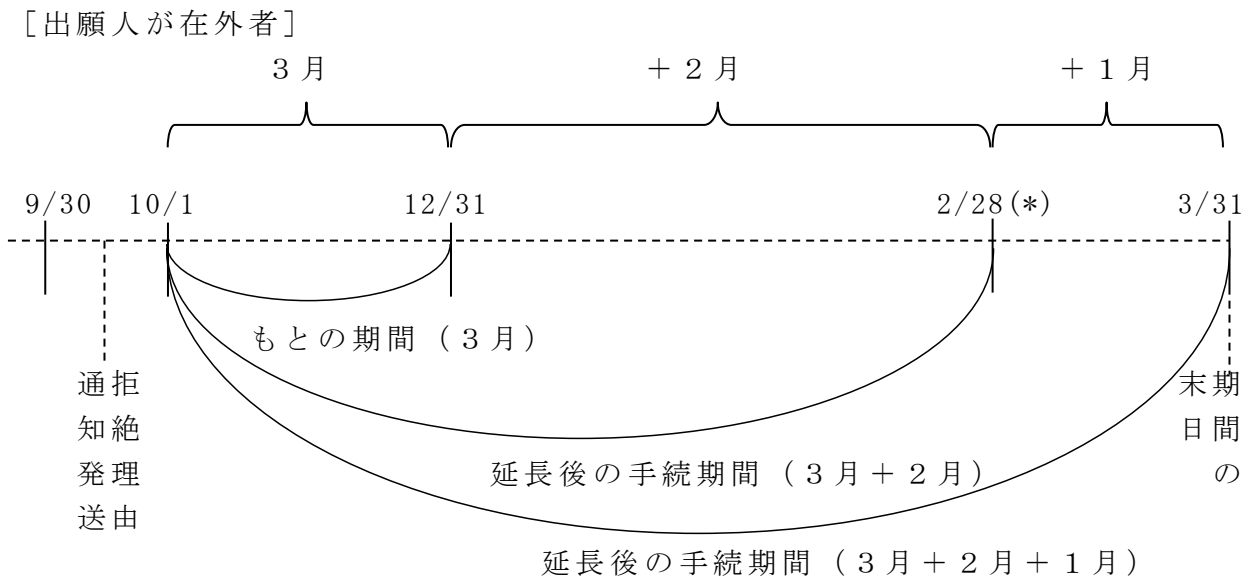 ［出願人が在外者］
３月
＋２月
＋１月
9/30
10/1
12/31
2/28(*)
3/31
もとの期間（３月）
拒絶理由
通知発送
期間の
末日
延長後の手続期間（３月＋２月）
延長後の手続期間（３月＋２月＋１月）